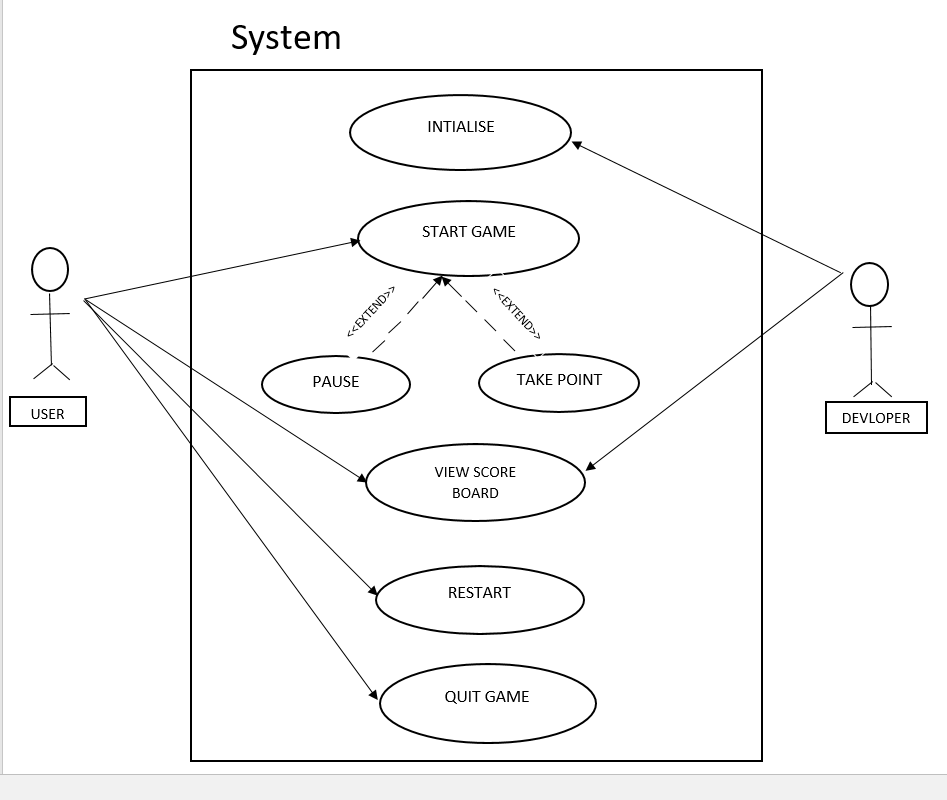 System
INTIALISE
START GAME
<<EXTEND>>
<<EXTEND>>
PAUSE
TAKE POINT
USER
DEVLOPER
VIEW SCORE
BOARD
RESTART
QUIT GAME